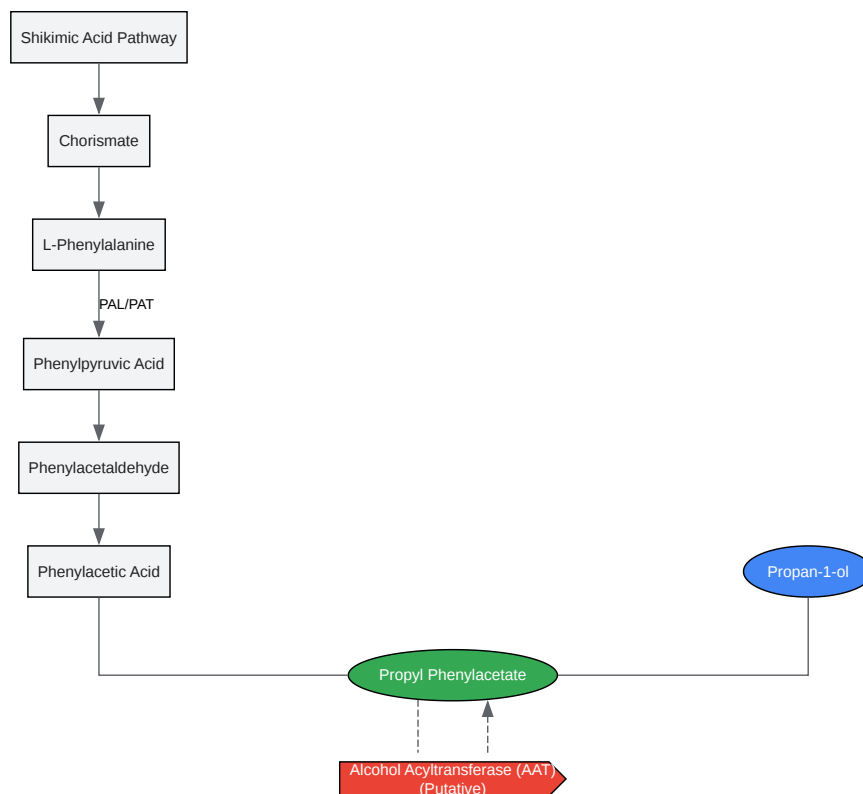 Shikimic Acid Pathway
Chorismate
L-Phenylalanine
PAL/PAT
Phenylpyruvic Acid
Phenylacetaldehyde
Phenylacetic Acid
Propan-1-ol
Propyl Phenylacetate
Alcohol Acyltransferase (AAT)
(Putative)